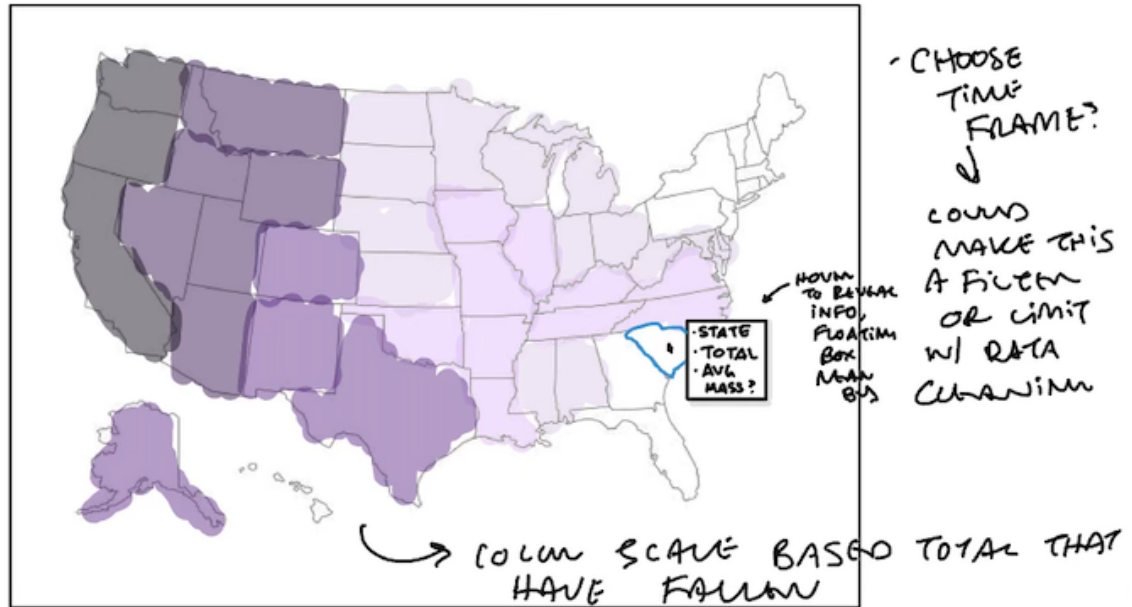 · CHOOSE
TIME
FRAME?
COULD
MAKE THIS
A FILTER
OR LIMIT
W/ DATA
CLEANING
HOVER
TO REVEAL
INFO,
FLOATING
BOX
NEAR
· STATE
· TOTAL
· AVG
MASS?
COLOR SCALE BASED TOTAL THAT
HAVE FALLEN